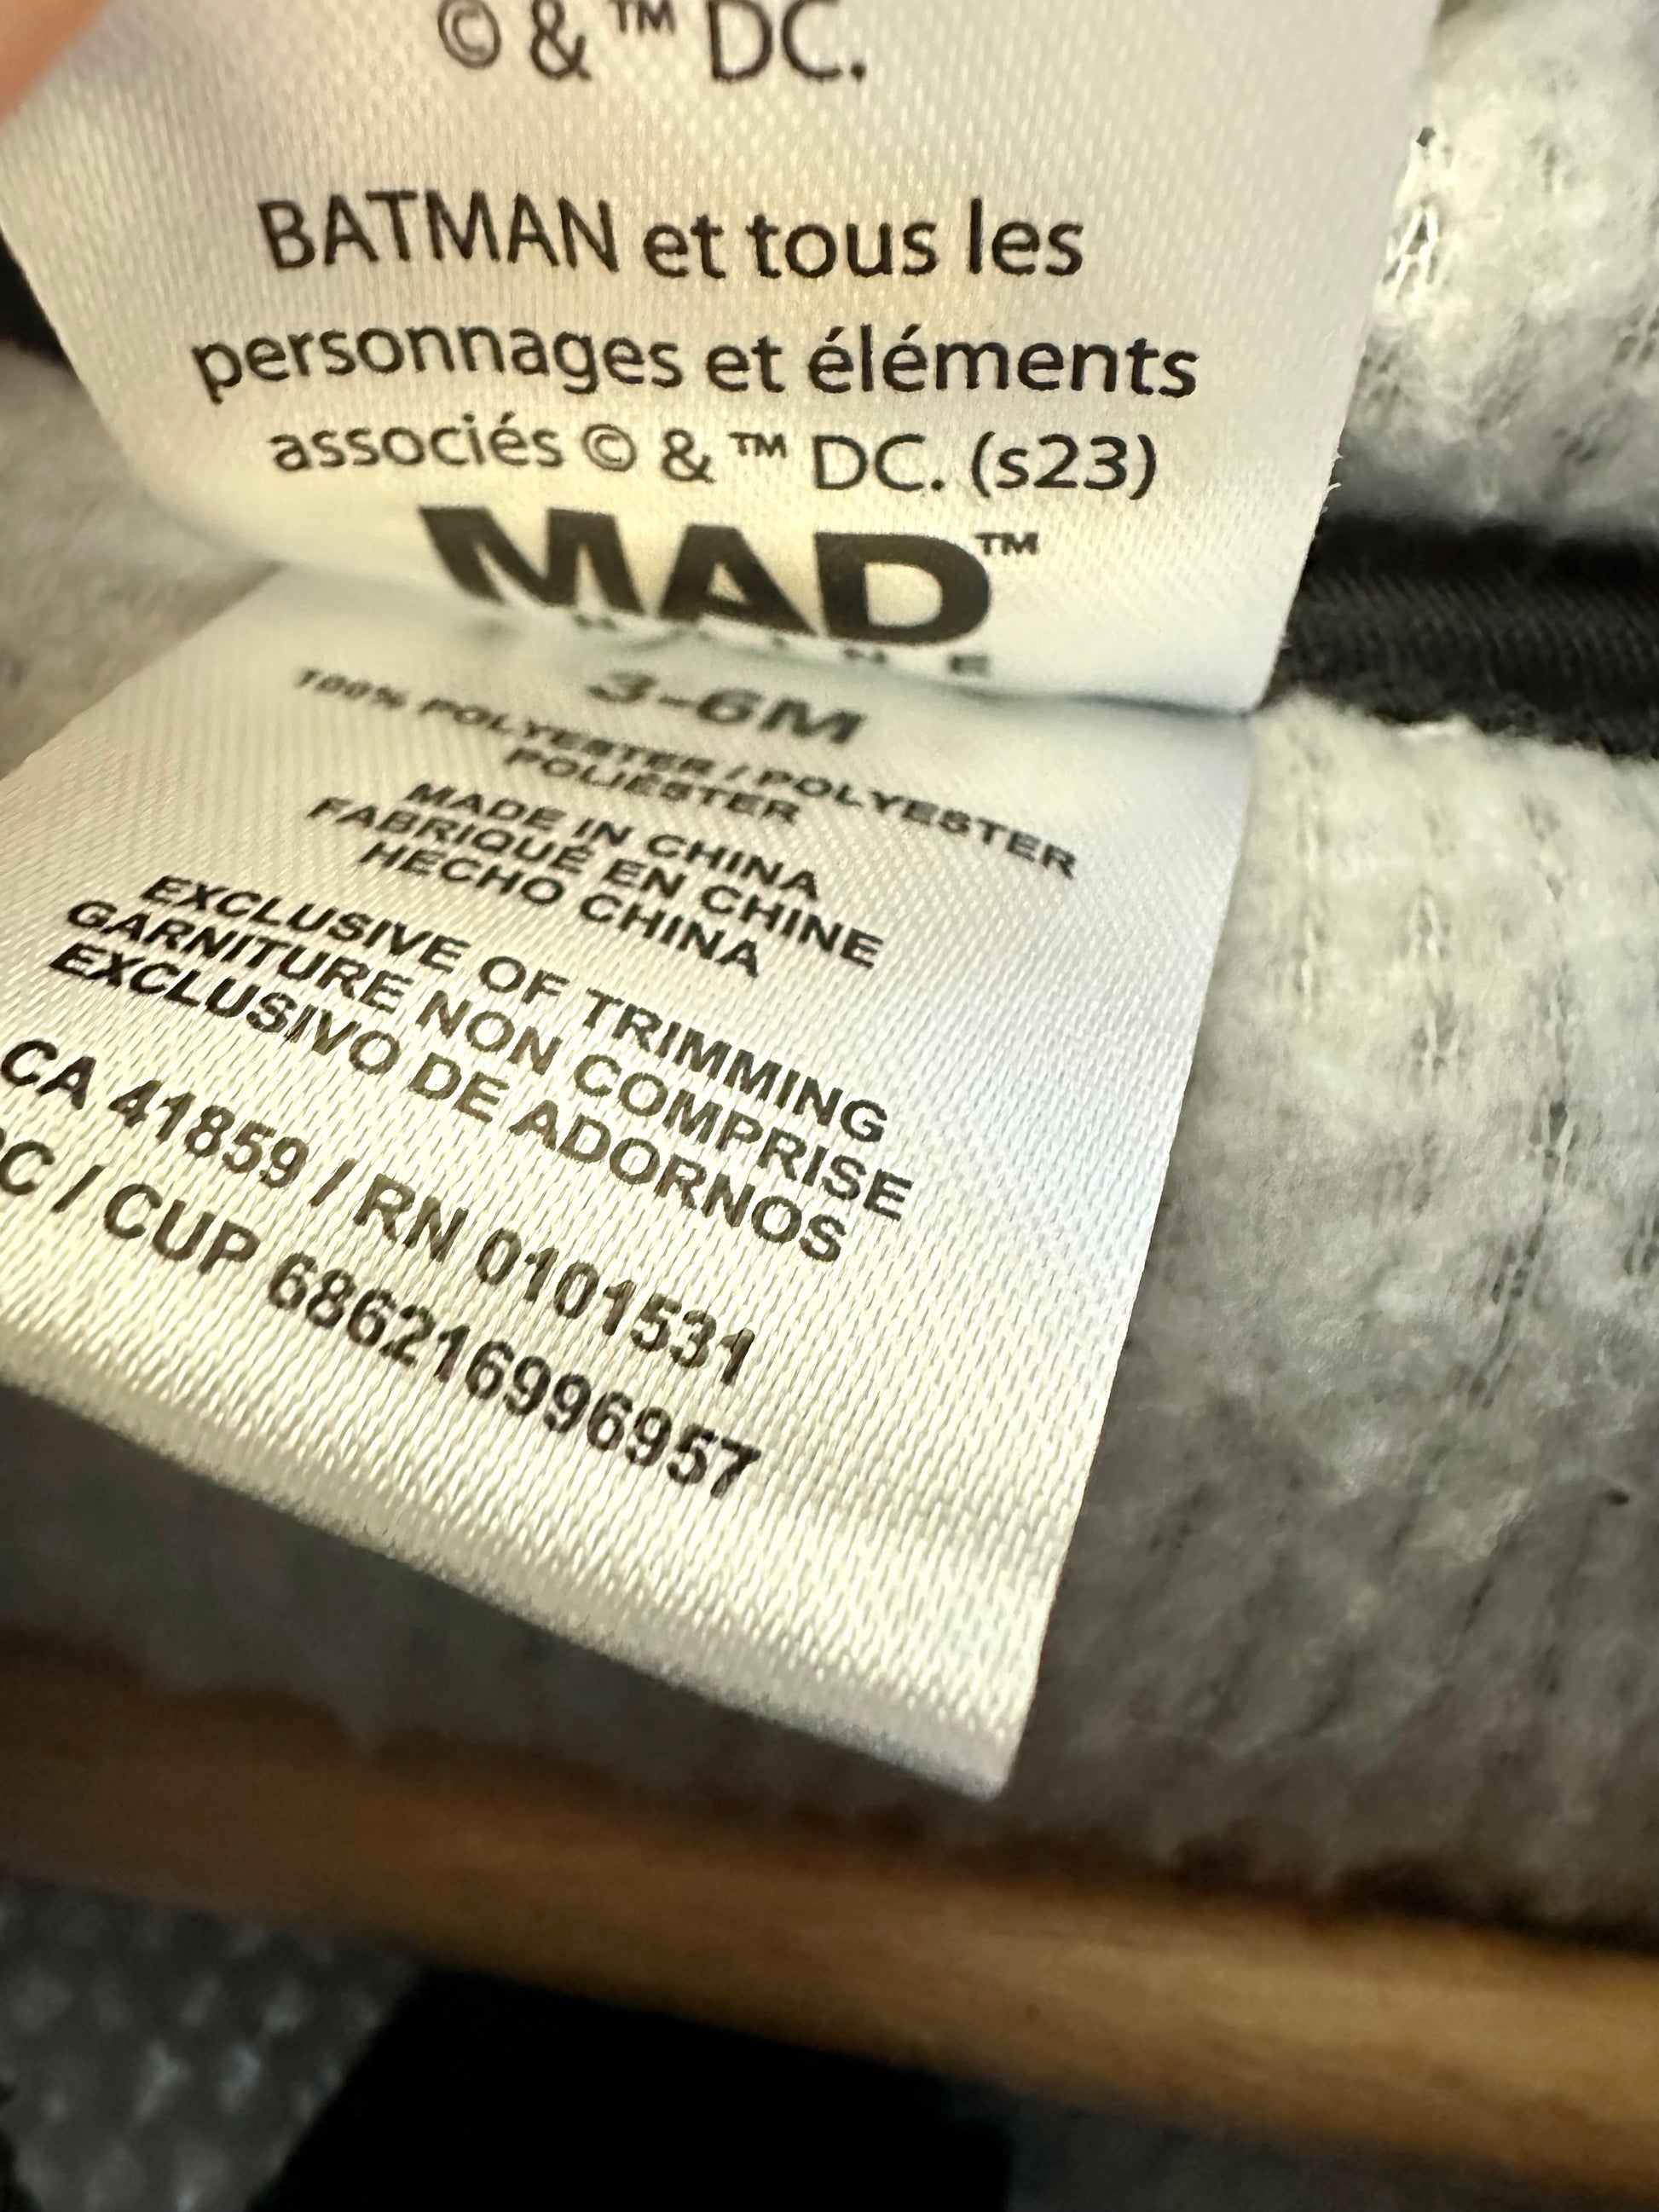 © & ™ DC.
BATMAN et tous les
personnages et éléments
associés © & ™ DC. (s23)
MAD™
3-6M
100% POLYESTER / POLYESTER
POLIÉSTER
MADE IN CHINA
FABRIQUÉ EN CHINE
HECHO CHINA
EXCLUSIVE OF TRIMMING
GARNITURE NON COMPRISE
EXCLUSIVO DE ADORNOS
CA 41859 / RN 0101531
C / CUP 686216996957